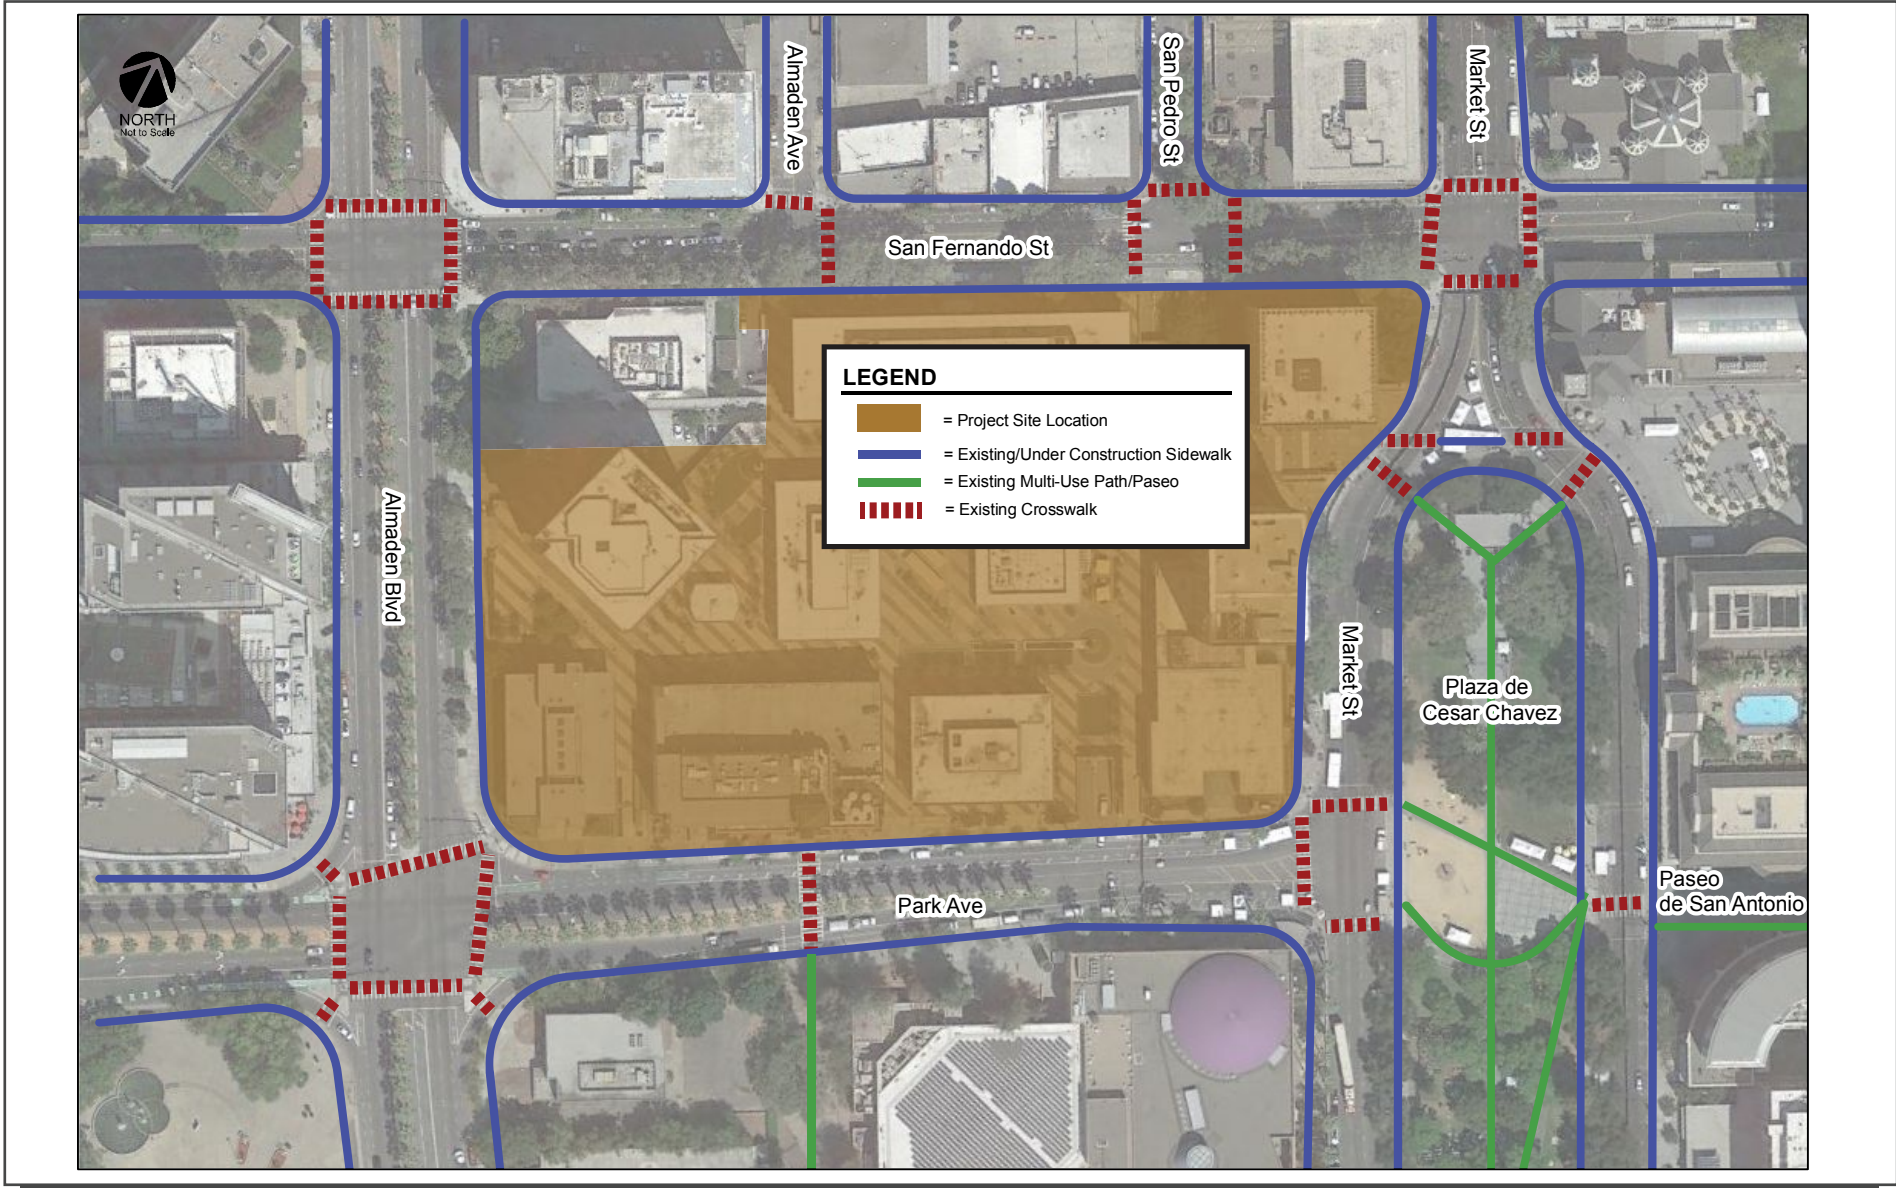 NORTH
Not to Scale
Almaden Ave
San Pedro St
Market St
San Fernando St
LEGEND
= Project Site Location
= Existing/Under Construction Sidewalk
= Existing Multi-Use Path/Paseo
= Existing Crosswalk
Almaden Blvd
Market St
Plaza de
Cesar Chavez
Park Ave
Paseo
de San Antonio